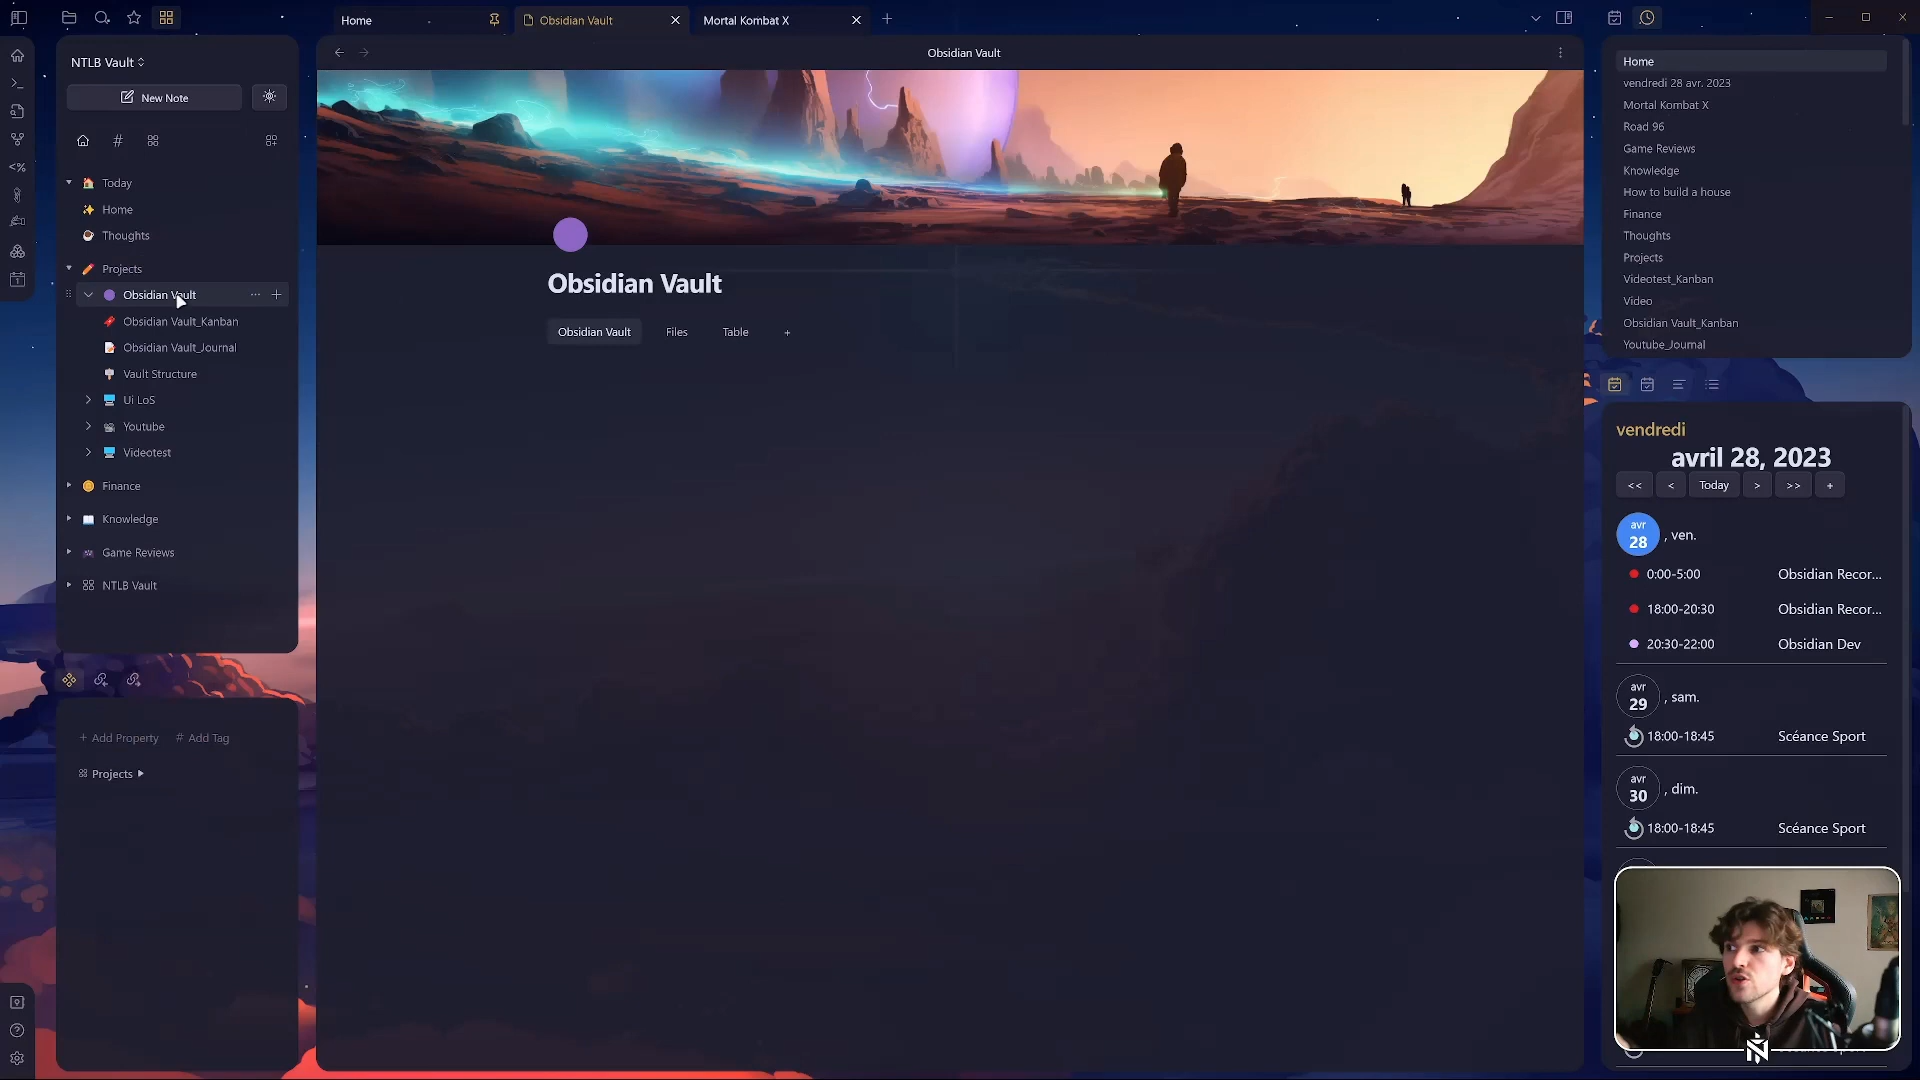 Home
Obsidian Vault
Mortal Kombat X
NTLB Vault
New Note
Today
Home
Thoughts
Projects
Obsidian Vault
Obsidian Vault_Kanban
Obsidian Vault_Journal
Vault Structure
Ui LoS
Youtube
Videotest
Finance
Knowledge
Game Reviews
NTLB Vault
+ Add Property # Add Tag
Projects
Obsidian Vault
Obsidian Vault
Obsidian Vault Files Table +
Home
vendredi 28 avr. 2023
Mortal Kombat X
Road 96
Game Reviews
Knowledge
How to build a house
Finance
Thoughts
Projects
Videotest_Kanban
Video
Obsidian Vault_Kanban
Youtube_Journal
vendredi
avril 28, 2023
<< < Today > >> +
avr
28 , ven.
0:00-5:00 Obsidian Recor...
18:00-20:30 Obsidian Recor...
20:30-22:00 Obsidian Dev
avr
29 , sam.
18:00-18:45 Scéance Sport
avr
30 , dim.
18:00-18:45 Scéance Sport